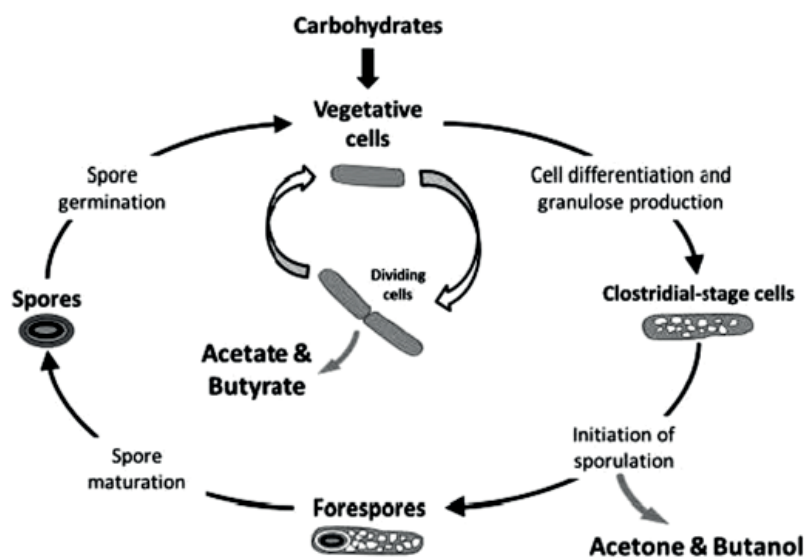 Carbohydrates
Vegetative
cells
Cell differentiation and
granulose production
Clostridial-stage cells
Initiation of
sporulation
Acetone & Butanol
Forespores
Spore
maturation
Spores
Spore
germination
Dividing
cells
Acetate &
Butyrate